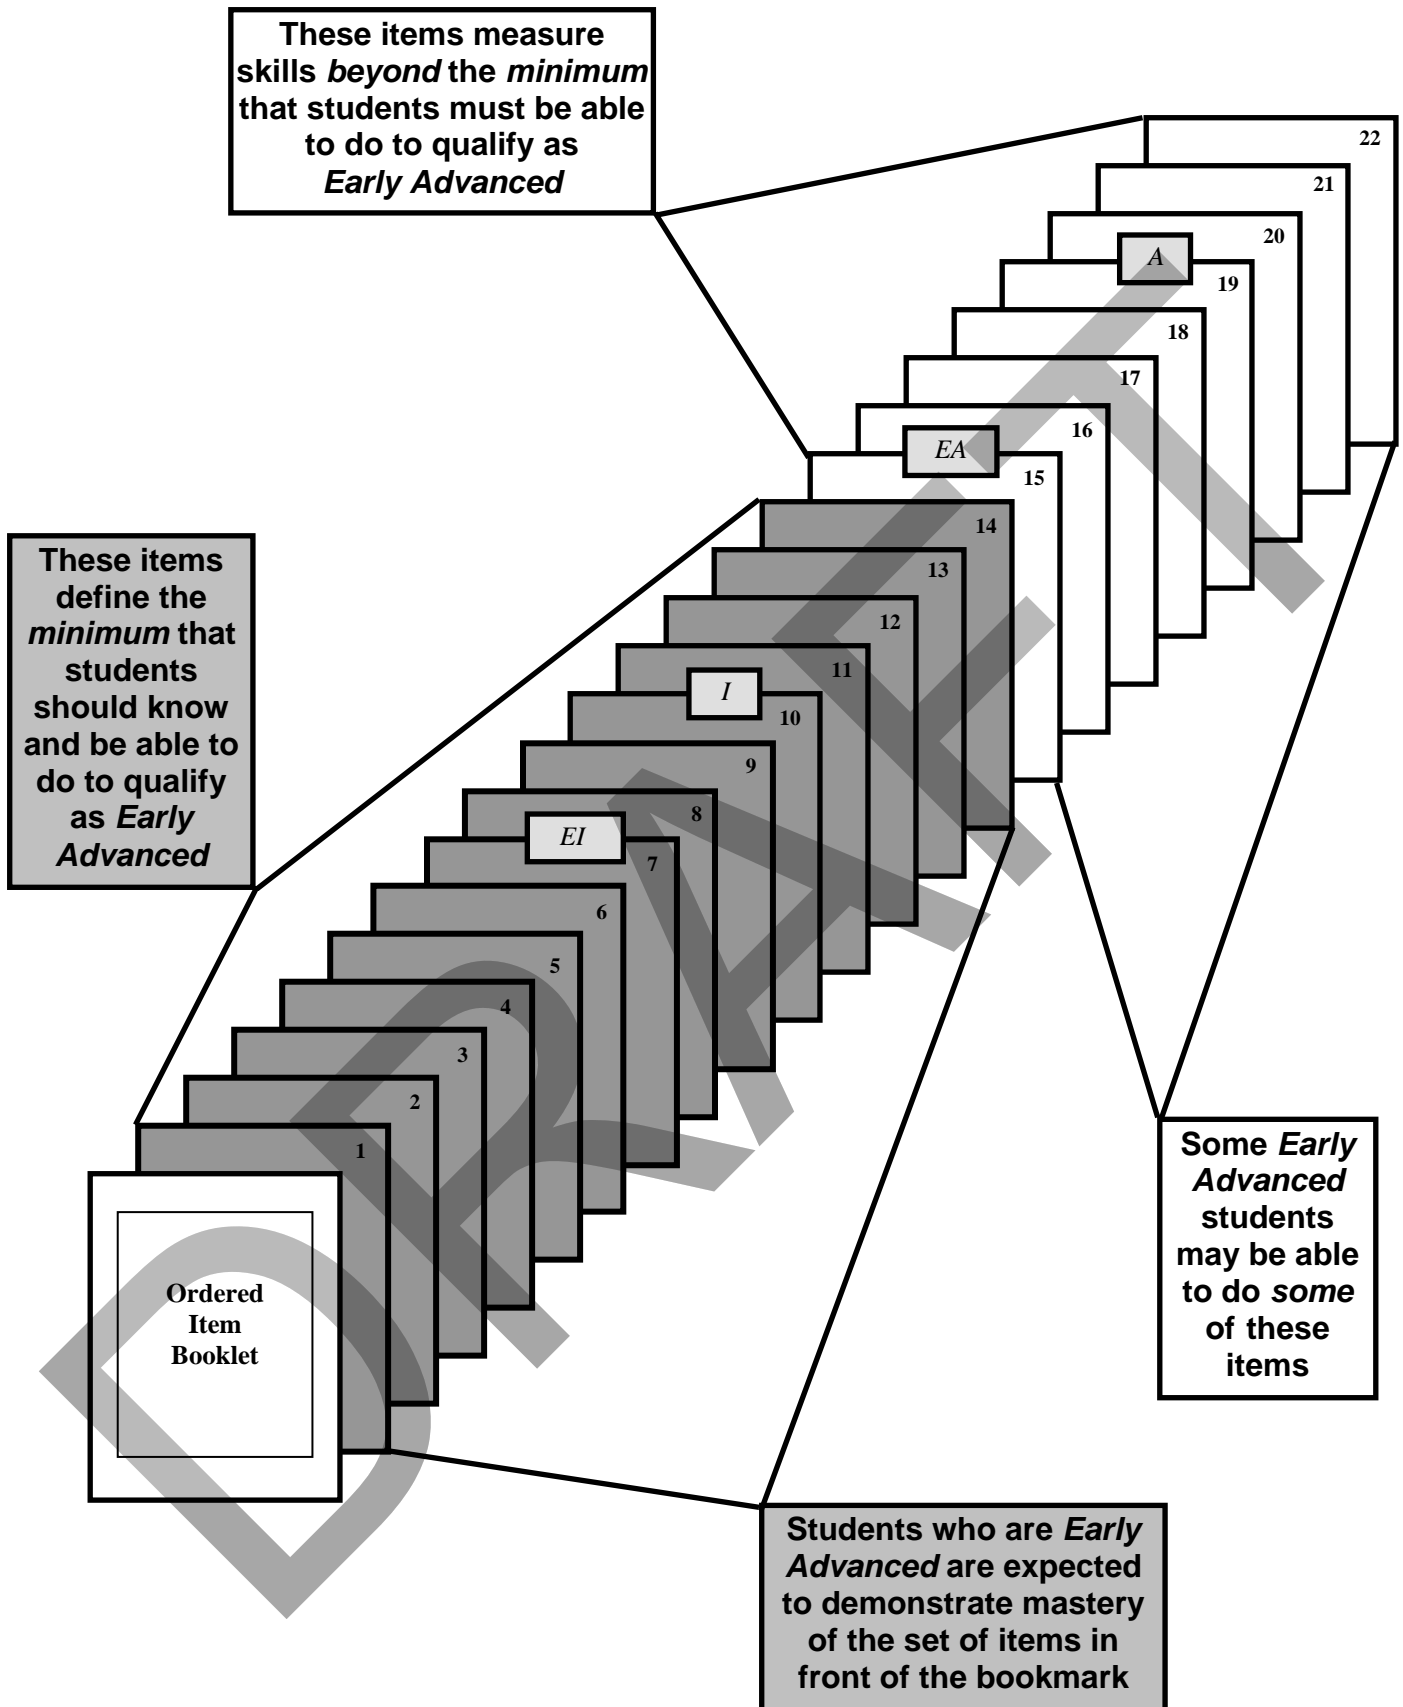 These items measure
skills beyond the minimum
that students must be able
to do to qualify as
Early Advanced
22
21
20
A
19
18
17
16
EA
15
14
These items
define the
minimum that
students
should know
and be able to
do to qualify
as Early
Advanced
13
12
11
I
10
9
8
EI
7
6
5
4
3
2
1
Ordered
Item
Booklet
Some Early
Advanced
students
may be able
to do some
of these
items
Students who are Early
Advanced are expected
to demonstrate mastery
of the set of items in
front of the bookmark
DRAFT